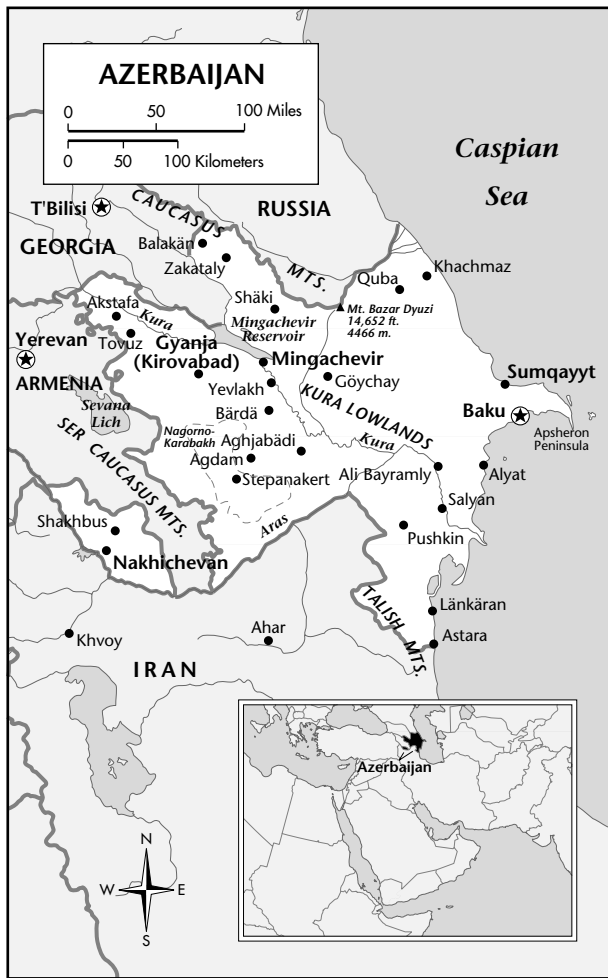 AZERBAIJAN
0 50 100 Miles
0 50 100 Kilometers
Caspian
Sea
T'Bilisi
CAUCASUS
MTS.
RUSSIA
GEORGIA
Balakän
Zakataly
Khachmaz
Quba
Shäki
Mt. Bazar Dyuzi
14,652 ft.
4466 m.
Akstafa
Kura
Mingachevir
Reservoir
Tovuz
Yerevan
Gyanja
(Kirovabad)
Mingachevir
Göychay
Sumqayyt
ARMENIA
Yevlakh
KURA LOWLANDS
Baku
Sevana
Lich
Bärdä
Apsheron
Peninsula
Nagorno-
Karabakh
Kura
Aghjabädi
Agdam
Ali Bayramly
Alyat
SER CAUCASUS MTS.
Stepanakert
Salyan
Shakhbus
Aras
Pushkin
Nakhichevan
TALISH MTS.
Länkäran
Khvoy
Ahar
Astara
IRAN
Azerbaijan
N
W E
S